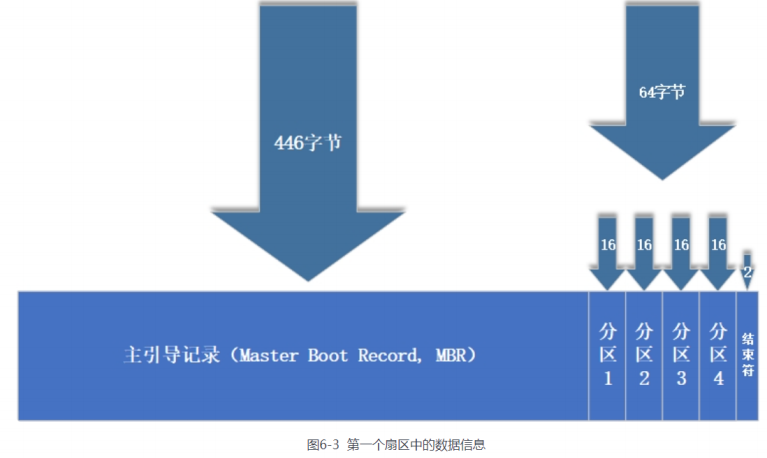 446字节
64字节
16
16
16
16
2
主引导记录（Master Boot Record, MBR）
分区1
分区2
分区3
分区4
结束符
图6-3 第一个扇区中的数据信息